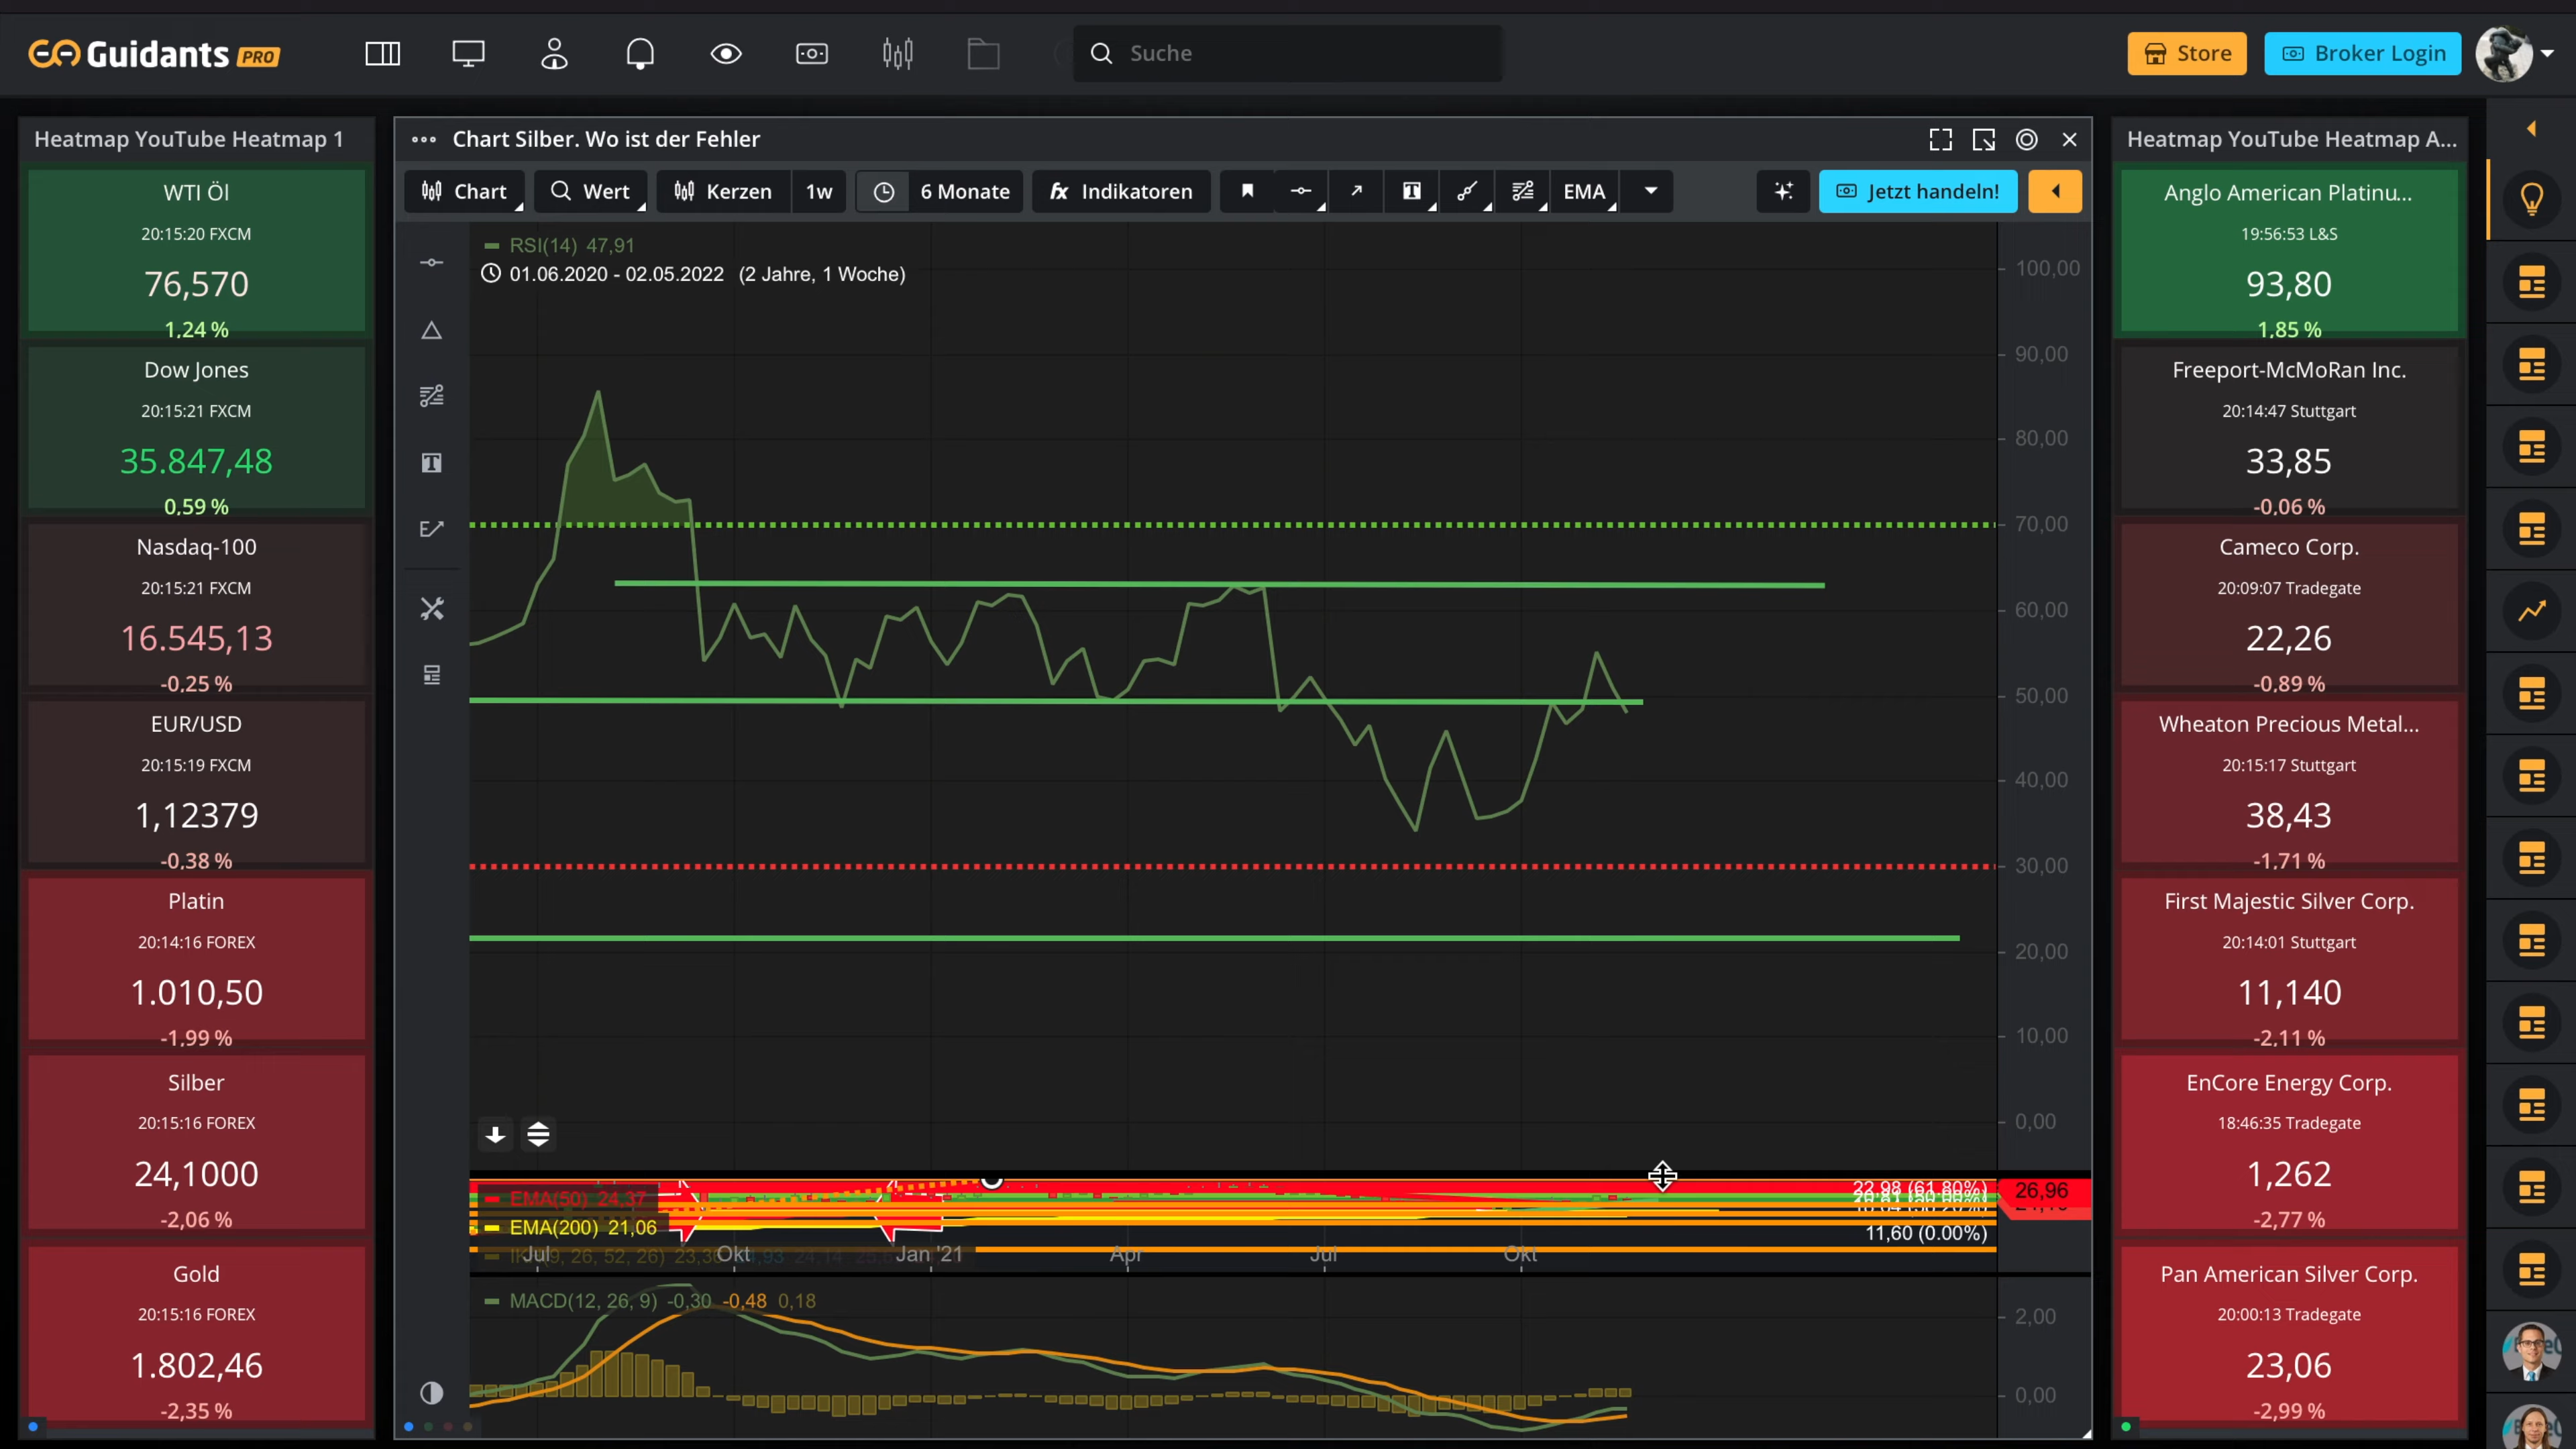 Guidants PRO
Suche
Store
Broker Login
Heatmap YouTube Heatmap 1
WTI Öl
20:15:20 FXCM
76,570
1,24 %
Dow Jones
20:15:21 FXCM
35.847,48
0,59 %
Nasdaq-100
20:15:21 FXCM
16.545,13
-0,25 %
EUR/USD
20:15:19 FXCM
1,12379
-0,38 %
Platin
20:14:16 FOREX
1.010,50
-1,99 %
Silber
20:15:16 FOREX
24,1000
-2,06 %
Gold
20:15:16 FOREX
1.802,46
-2,35 %
Chart Silber. Wo ist der Fehler
Chart
Wert
Kerzen
1w
6 Monate
fx Indikatoren
EMA
Jetzt handeln!
RSI(14) 47,91
01.06.2020 - 02.05.2022 (2 Jahre, 1 Woche)
100,00
90,00
80,00
70,00
60,00
50,00
40,00
30,00
20,00
10,00
0,00
22,98 (61.80%)
26,96
EMA(50) 24,37
EMA(200) 21,06
11,60 (0.00%)
Jul
Okt
Jan '21
Apr
Jul
Okt
MACD(12, 26, 9) -0,30 -0,48 0,18
2,00
0,00
Heatmap YouTube Heatmap A...
Anglo American Platinu...
19:56:53 L&S
93,80
1,85 %
Freeport-McMoRan Inc.
20:14:47 Stuttgart
33,85
-0,06 %
Cameco Corp.
20:09:07 Tradegate
22,26
-0,89 %
Wheaton Precious Metal...
20:15:17 Stuttgart
38,43
-1,71 %
First Majestic Silver Corp.
20:14:01 Stuttgart
11,140
-2,11 %
EnCore Energy Corp.
18:46:35 Tradegate
1,262
-2,77 %
Pan American Silver Corp.
20:00:13 Tradegate
23,06
-2,99 %